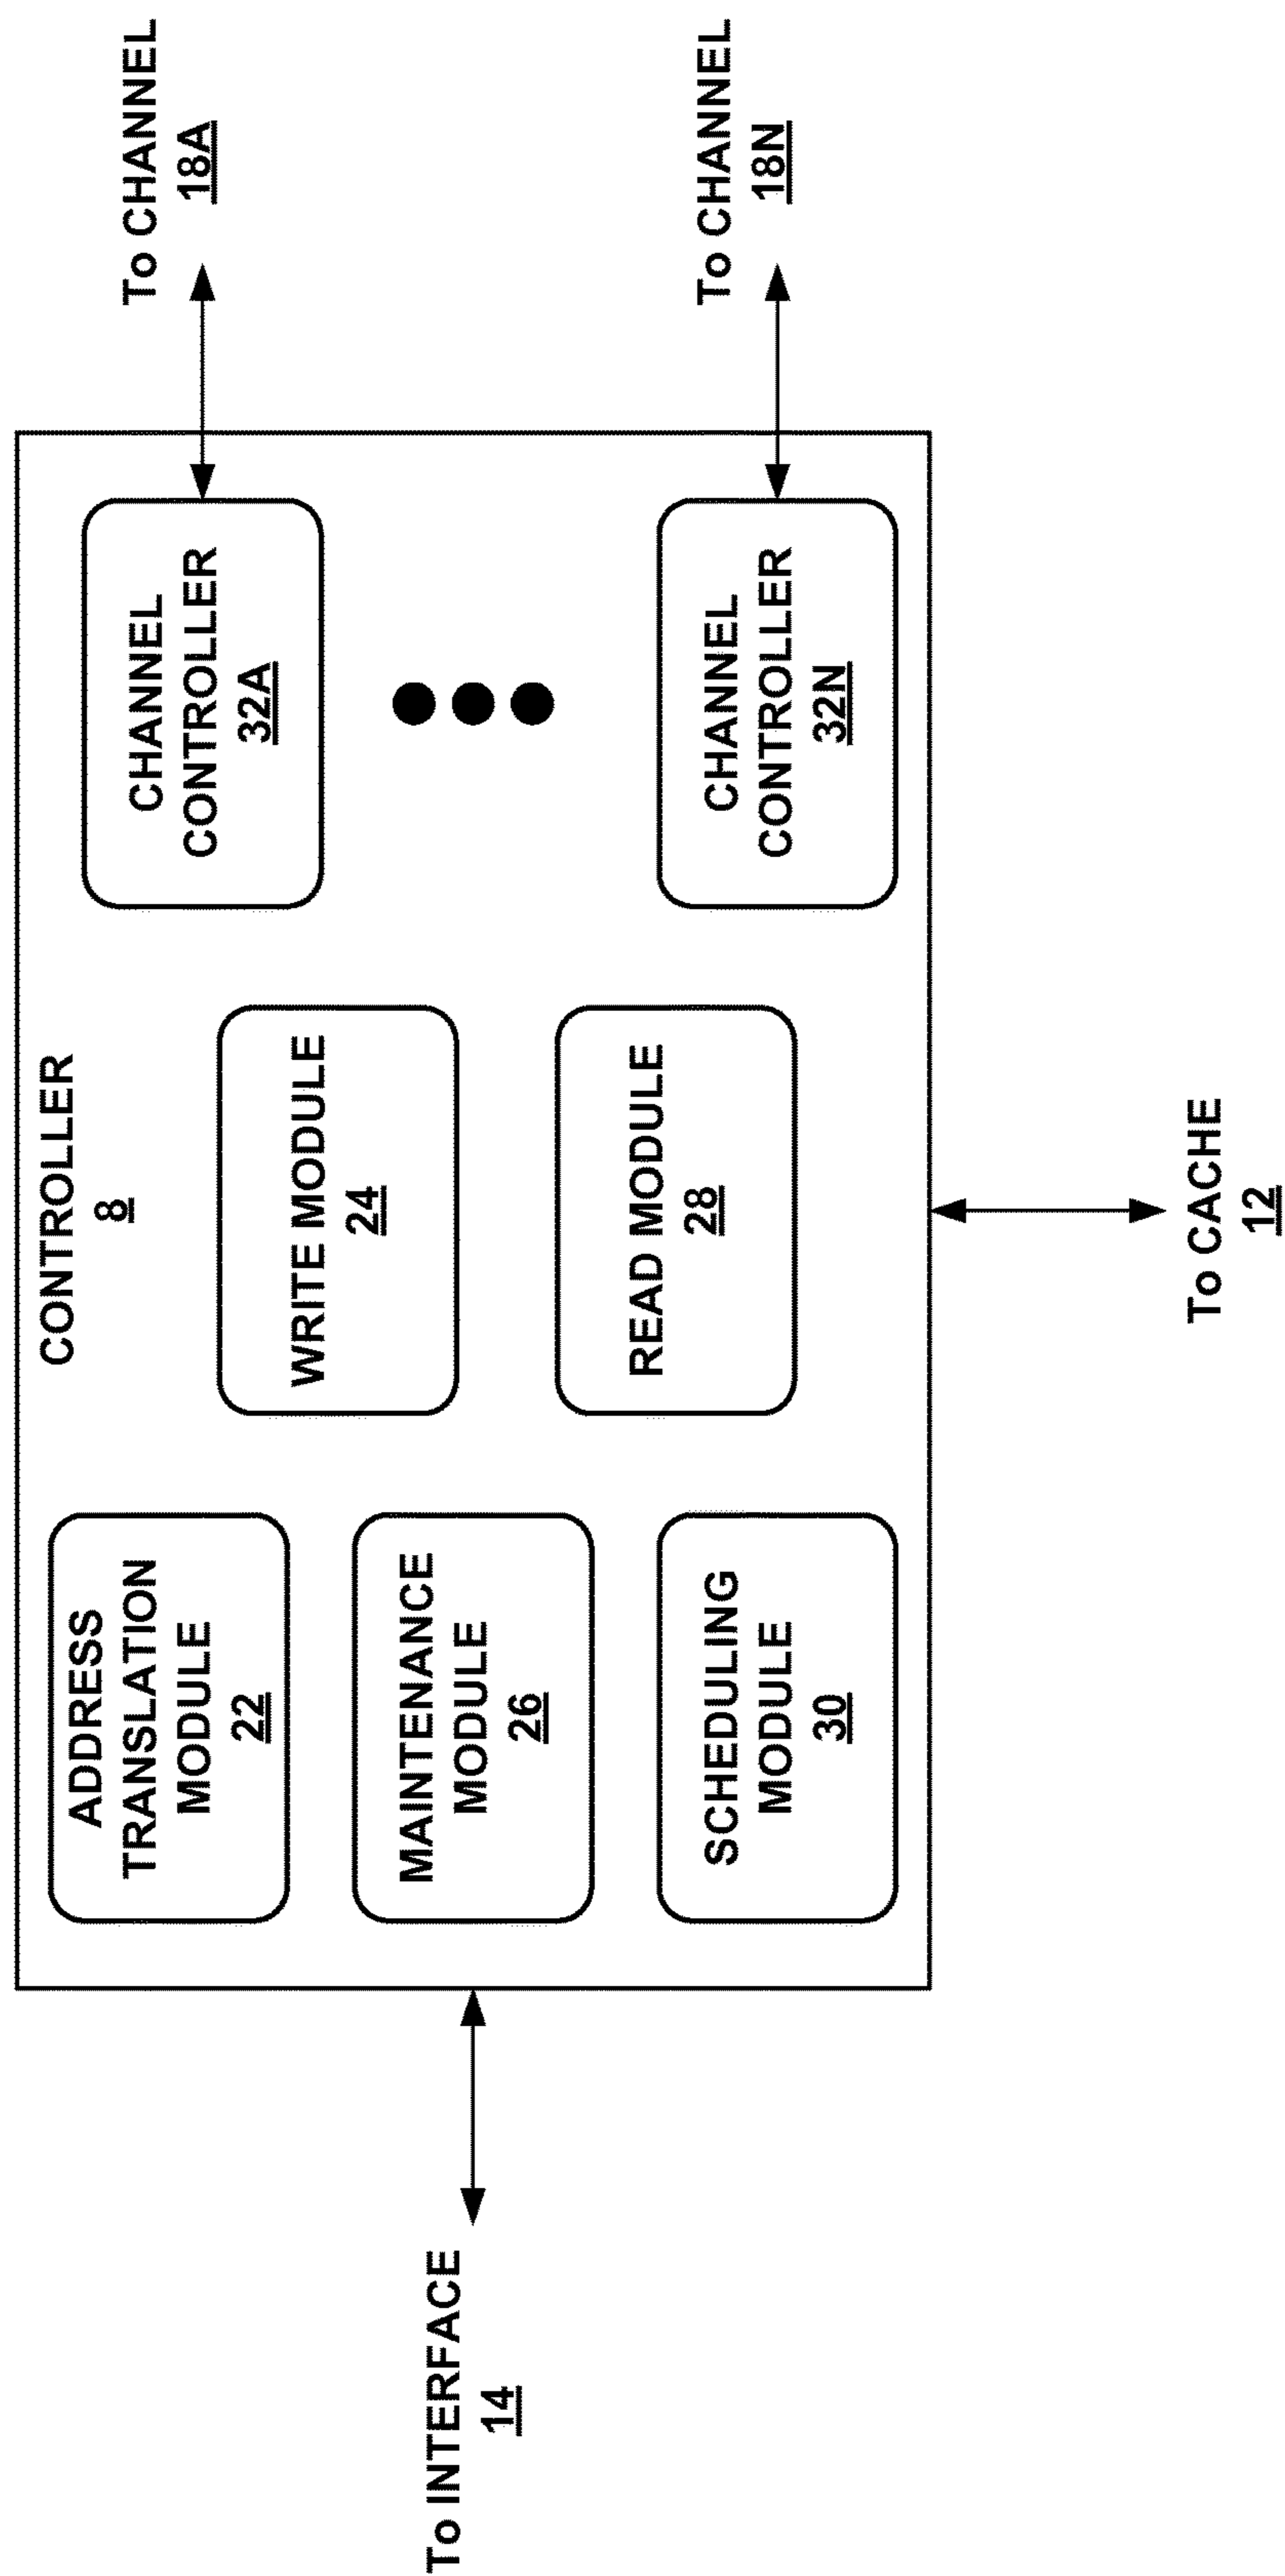 CONTROLLER
8
ADDRESS
TRANSLATION
MODULE
22
MAINTENANCE
MODULE
26
SCHEDULING
MODULE
30
WRITE MODULE
24
READ MODULE
28
CHANNEL
CONTROLLER
32A
CHANNEL
CONTROLLER
32N
To INTERFACE
14
To CHANNEL
18A
To CHANNEL
18N
To CACHE
12